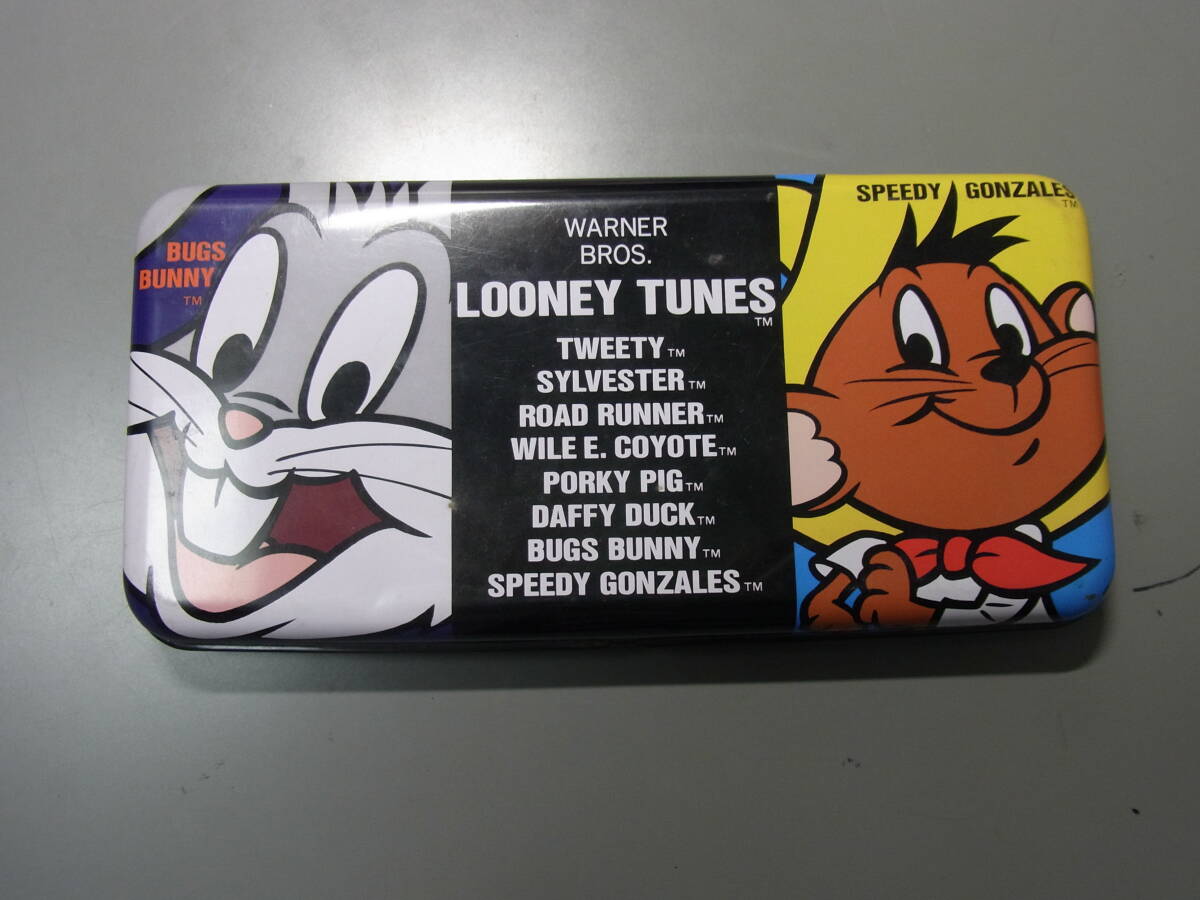 BUGS
BUNNY
TM
WARNER
BROS.
LOONEY TUNES
TM
TWEETY TM
SYLVESTER TM
ROAD RUNNER TM
WILE E. COYOTE TM
PORKY PIG TM
DAFFY DUCK TM
BUGS BUNNY TM
SPEEDY GONZALES TM
SPEEDY GONZALES
TM